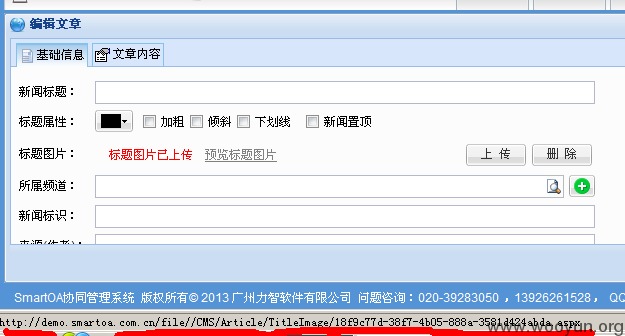 编辑文章
基础信息 文章内容
新闻标题：
标题属性： 加粗 倾斜 下划线 新闻置顶
标题图片： 标题图片已上传 预览标题图片 上 传 删 除
所属频道：
新闻标识：
来源(作者)：
SmartOA协同管理系统 版权所有© 2013 广州力智软件有限公司 问题咨询：020-39283050，13926261528， QQ
www.wooyun.org
http://demo.smartoa.com.cn/file//CMS/Article/TitleImage/18f9c77d-38f7-4b05-888a-35814424abda.aspx